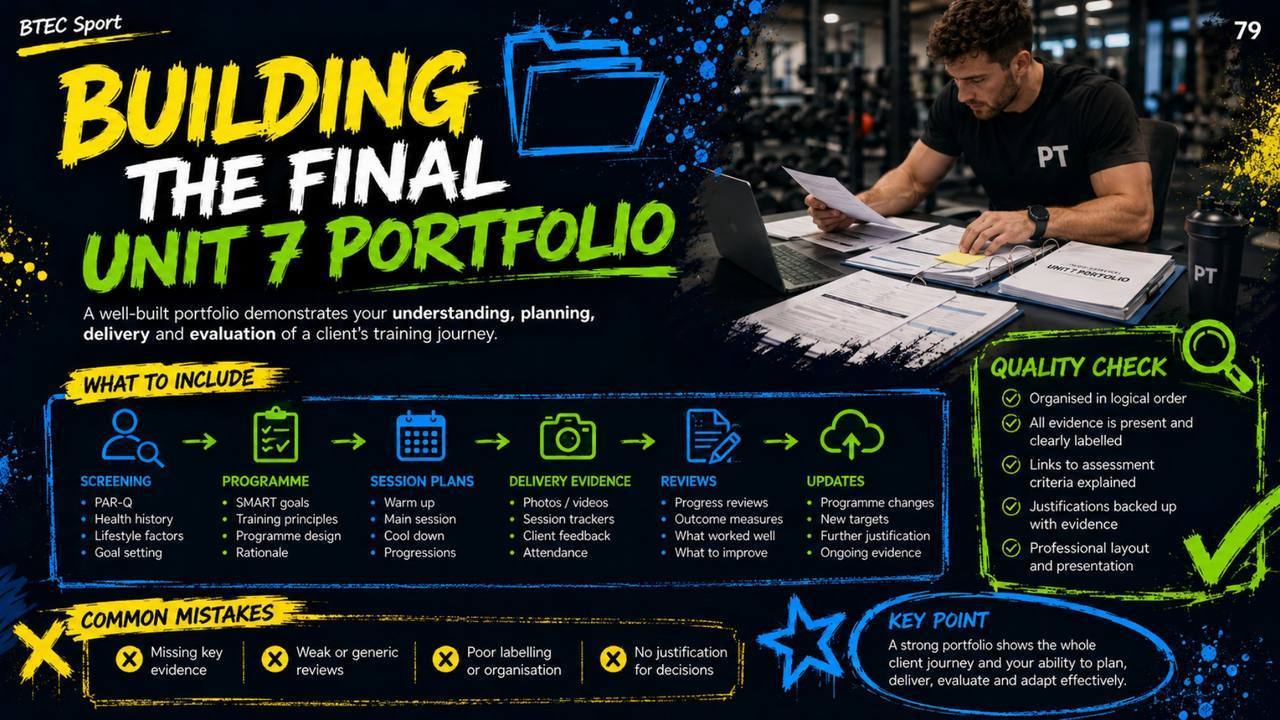 BTEC Sport
79
BUILDING
THE FINAL
UNIT 7 PORTFOLIO
A well-built portfolio demonstrates your understanding, planning,
delivery and evaluation of a client's training journey.
PT
UNIT 7 PORTOLIO
PT
WHAT TO INCLUDE
SCREENING
• PAR-Q
• Health history
• Lifestyle factors
• Goal setting
PROGRAMME
• SMART goals
• Training principles
• Programme design
• Rationale
SESSION PLANS
• Warm up
• Main session
• Cool down
• Progressions
DELIVERY EVIDENCE
• Photos / videos
• Session trackers
• Client feedback
• Attendance
REVIEWS
• Progress reviews
• Outcome measures
• What worked well
• What to improve
UPDATES
• Programme changes
• New targets
• Further justification
• Ongoing evidence
QUALITY CHECK
Organised in logical order
All evidence is present and
clearly labelled
Links to assessment
criteria explained
Justifications backed up
with evidence
Professional layout
and presentation
COMMON MISTAKES
Missing key
evidence
Weak or generic
reviews
Poor labelling
or organisation
No justification
for decisions
KEY POINT
A strong portfolio shows the whole
client journey and your ability to plan,
deliver, evaluate and adapt effectively.